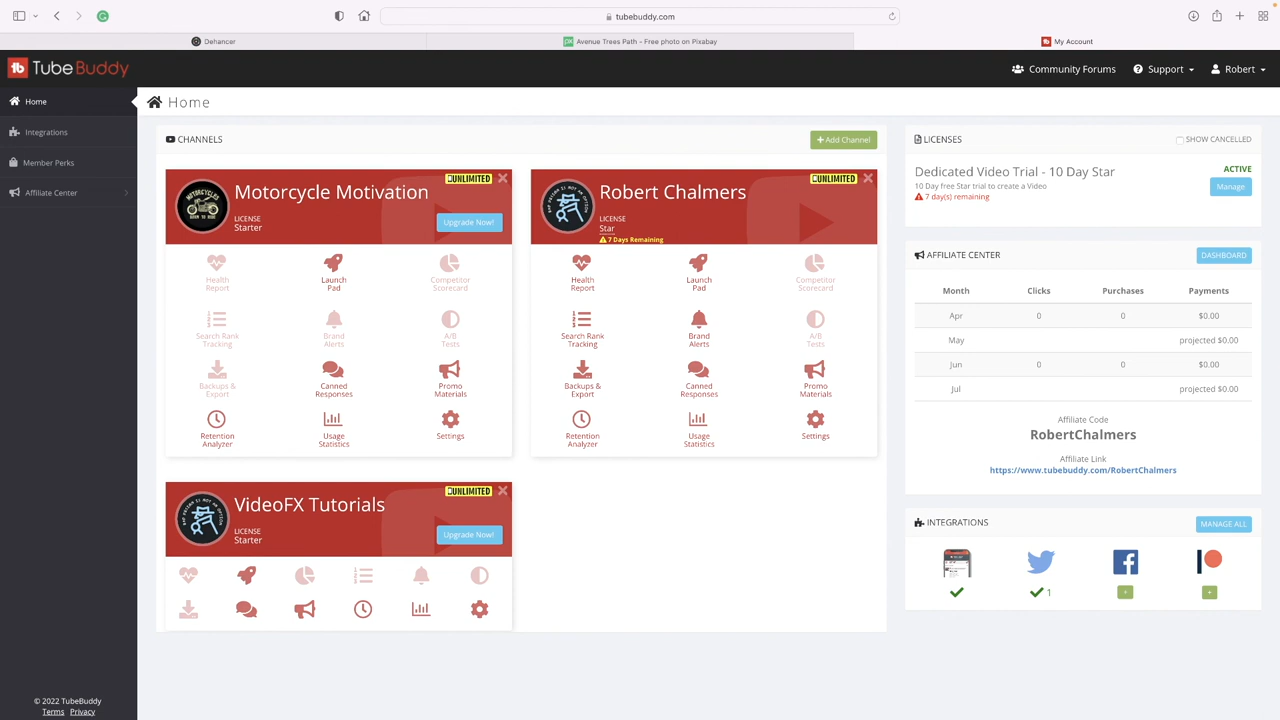 tubebuddy.com
Dehancer
Avenue Trees Path - Free photo on Pixabay
My Account
TubeBuddy
Community Forums
Support
Robert
Home
Integrations
Member Perks
Affiliate Center
© 2022 TubeBuddy
Terms Privacy
Home
CHANNELS
+ Add Channel
Motorcycle Motivation
UNLIMITED
LICENSE
Starter
Upgrade Now!
Health
Report
Launch
Pad
Competitor
Scorecard
Search Rank
Tracking
Brand
Alerts
A/B
Tests
Backups &
Export
Canned
Responses
Promo
Materials
Retention
Analyzer
Usage
Statistics
Settings
Robert Chalmers
UNLIMITED
LICENSE
Star
7 Days Remaining
Health
Report
Launch
Pad
Competitor
Scorecard
Search Rank
Tracking
Brand
Alerts
A/B
Tests
Backups &
Export
Canned
Responses
Promo
Materials
Retention
Analyzer
Usage
Statistics
Settings
VideoFX Tutorials
UNLIMITED
LICENSE
Starter
Upgrade Now!
LICENSES
SHOW CANCELLED
Dedicated Video Trial - 10 Day Star
ACTIVE
10 Day free Star trial to create a Video
Manage
7 day(s) remaining
AFFILIATE CENTER
DASHBOARD
Month Clicks Purchases Payments
Apr 0 0 $0.00
May projected $0.00
Jun 0 0 $0.00
Jul projected $0.00
Affiliate Code
RobertChalmers
Affiliate Link
https://www.tubebuddy.com/RobertChalmers
INTEGRATIONS
MANAGE ALL
1